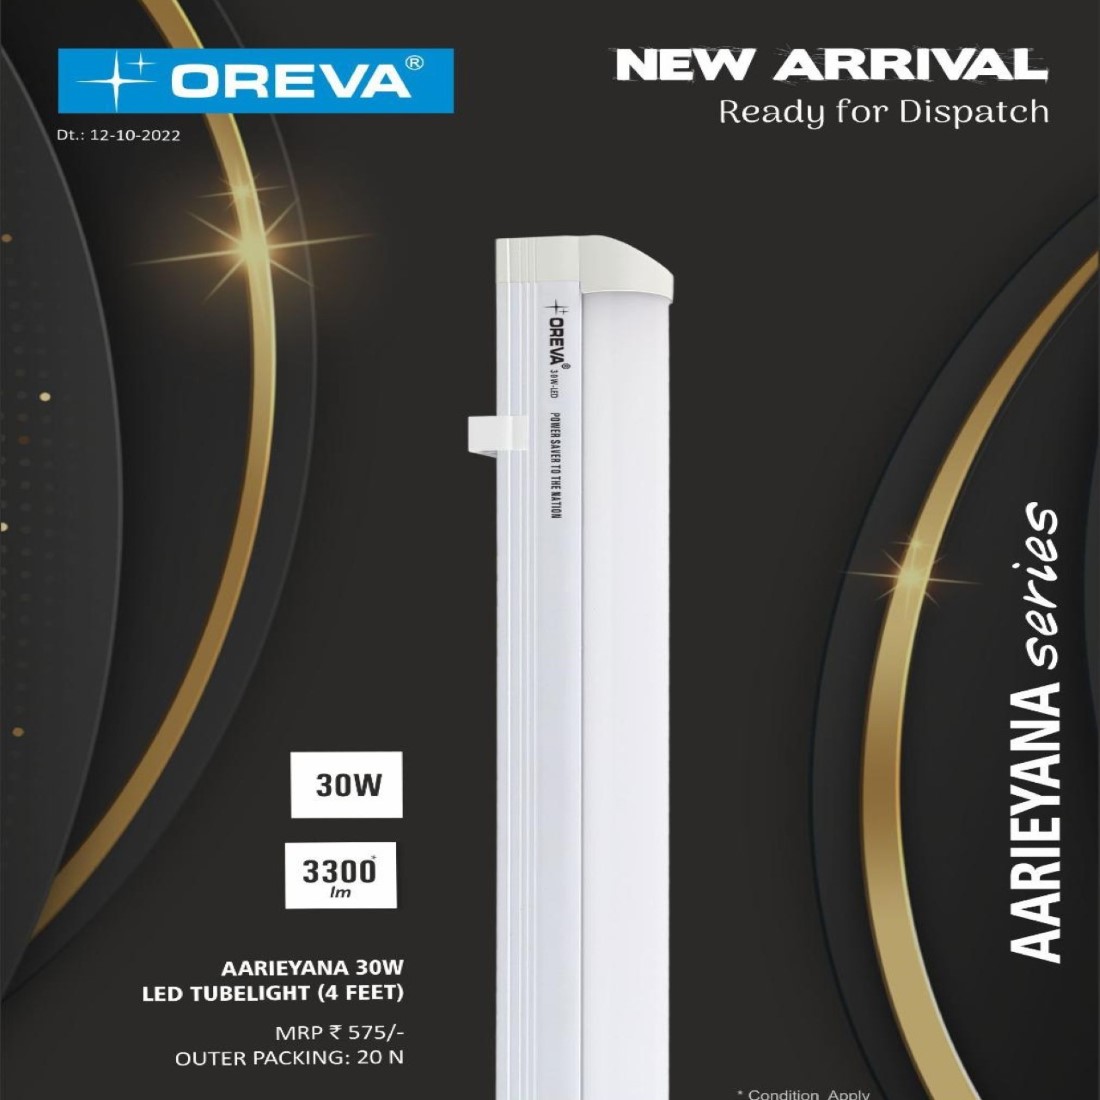 OREVA®
Dt.: 12-10-2022
NEW ARRIVAL
Ready for Dispatch
OREVA® 30W-LED POWER SAVER TO THE NATION
AARIEYANA series
30W
3300*
lm
AARIEYANA 30W
LED TUBELIGHT (4 FEET)
MRP ₹ 575/-
OUTER PACKING: 20 N
* Condition Apply